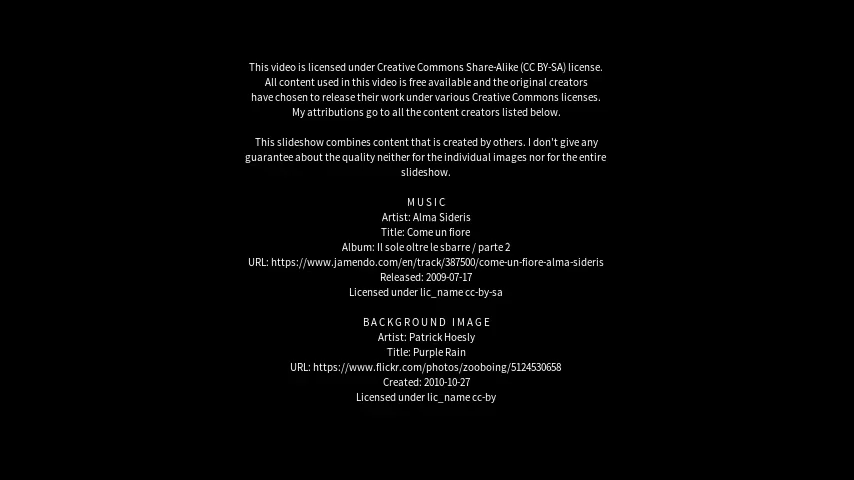 This video is licensed under Creative Commons Share-Alike (CC BY-SA) license.
All content used in this video is free available and the original creators
have chosen to release their work under various Creative Commons licenses.
My attributions go to all the content creators listed below.
This slideshow combines content that is created by others. I don't give any
guarantee about the quality neither for the individual images nor for the entire
slideshow.
MUSIC
Artist: Alma Sideris
Title: Come un fiore
Album: Il sole oltre le sbarre / parte 2
URL: https://www.jamendo.com/en/track/387500/come-un-fiore-alma-sideris
Released: 2009-07-17
Licensed under lic_name cc-by-sa
BACKGROUND IMAGE
Artist: Patrick Hoesly
Title: Purple Rain
URL: https://www.flickr.com/photos/zooboing/5124530658
Created: 2010-10-27
Licensed under lic_name cc-by